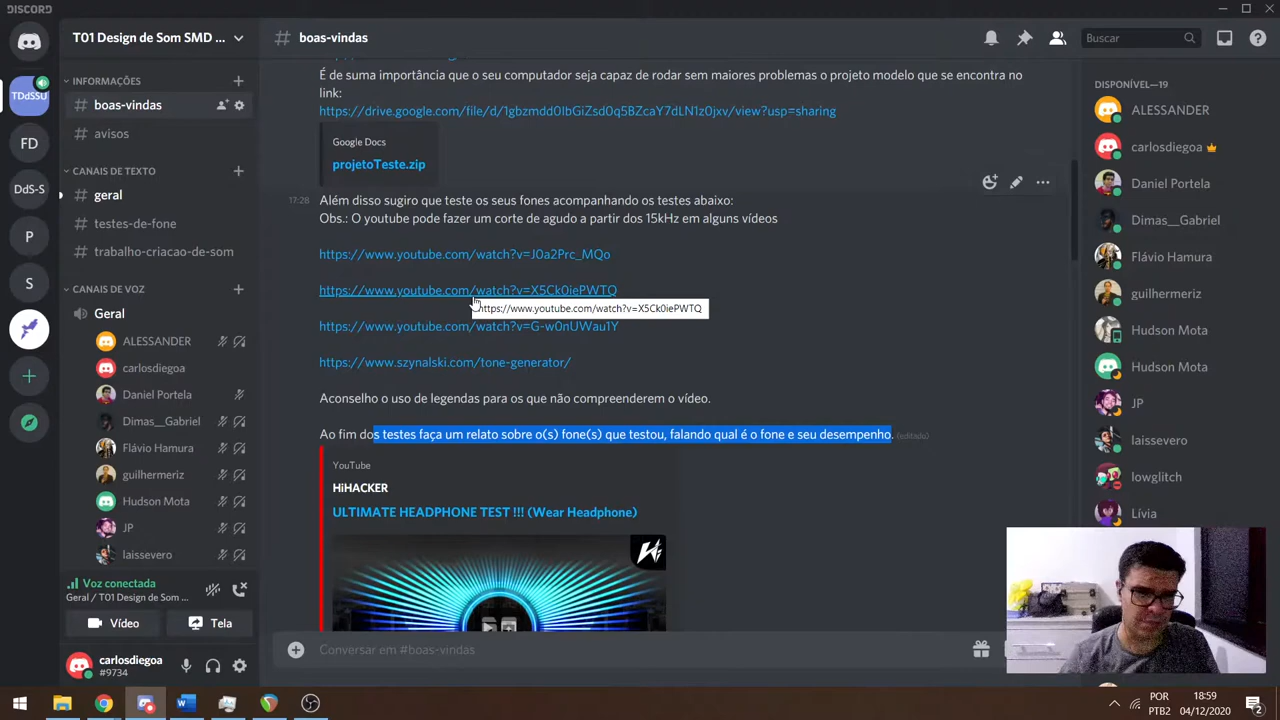 DISCORD
T01 Design de Som SMD ...
boas-vindas
Buscar
INFORMAÇÕES
boas-vindas
avisos
CANAIS DE TEXTO
geral
testes-de-fone
trabalho-criacao-de-som
CANAIS DE VOZ
Geral
ALESSANDER
carlosdiegoa
Daniel Portela
Dimas__Gabriel
Flávio Hamura
guilhermeriz
Hudson Mota
JP
laissevero
Voz conectada
Geral / T01 Design de Som ...
Vídeo
Tela
carlosdiegoa
#9734
TDdSSU
FD
DdS-S
P
S
É de suma importância que o seu computador seja capaz de rodar sem maiores problemas o projeto modelo que se encontra no
link:
https://drive.google.com/file/d/1gbzmdd0IbGiZsd0q5BZcaY7dLN1z0jxv/view?usp=sharing
Google Docs
projetoTeste.zip
17:28 Além disso sugiro que teste os seus fones acompanhando os testes abaixo:
Obs.: O youtube pode fazer um corte de agudo a partir dos 15kHz em alguns vídeos
https://www.youtube.com/watch?v=J0a2Prc_MQo
https://www.youtube.com/watch?v=X5Ck0iePWTQ
https://www.youtube.com/watch?v=X5Ck0iePWTQ
https://www.youtube.com/watch?v=G-w0nUWau1Y
https://www.szynalski.com/tone-generator/
Aconselho o uso de legendas para os que não compreenderem o vídeo.
Ao fim dos testes faça um relato sobre o(s) fone(s) que testou, falando qual é o fone e seu desempenho. (editado)
YouTube
HiHACKER
ULTIMATE HEADPHONE TEST !!! (Wear Headphone)
Conversar em #boas-vindas
DISPONÍVEL—19
ALESSANDER
carlosdiegoa
Daniel Portela
Dimas__Gabriel
Flávio Hamura
guilhermeriz
Hudson Mota
Hudson Mota
JP
laissevero
lowglitch
Lívia
POR
PTB2
18:59
04/12/2020
2